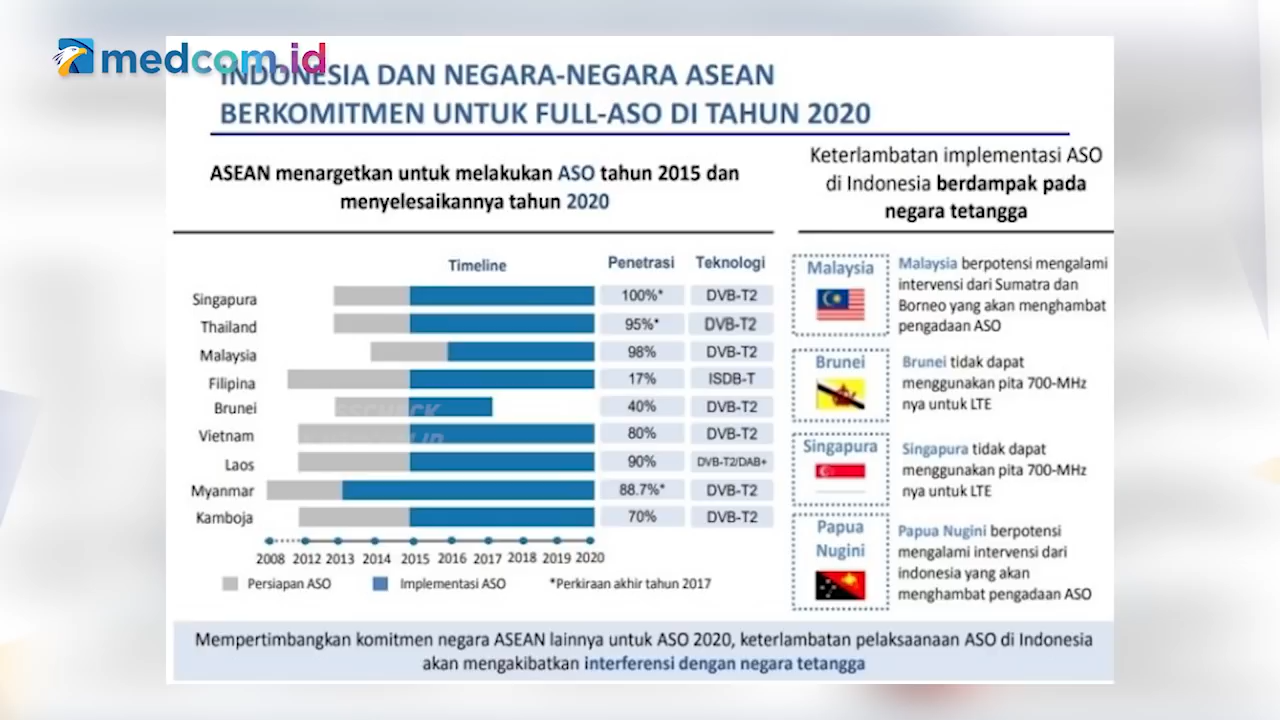 medcom.id
INDONESIA DAN NEGARA-NEGARA ASEAN
BERKOMITMEN UNTUK FULL-ASO DI TAHUN 2020
ASEAN menargetkan untuk melakukan ASO tahun 2015 dan
menyelesaikannya tahun 2020
Timeline Penetrasi Teknologi
Singapura 100%* DVB-T2
Thailand 95%* DVB-T2
Malaysia 98% DVB-T2
Filipina 17% ISDB-T
Brunei 40% DVB-T2
Vietnam 80% DVB-T2
Laos 90% DVB-T2/DAB+
Myanmar 88.7%* DVB-T2
Kamboja 70% DVB-T2
2008 2012 2013 2014 2015 2016 2017 2018 2019 2020
Persiapan ASO Implementasi ASO *Perkiraan akhir tahun 2017
Keterlambatan implementasi ASO
di Indonesia berdampak pada
negara tetangga
Malaysia
Malaysia berpotensi mengalami
intervensi dari Sumatra dan
Borneo yang akan menghambat
pengadaan ASO
Brunei
Brunei tidak dapat
menggunakan pita 700-MHz
nya untuk LTE
Singapura
Singapura tidak dapat
menggunakan pita 700-MHz
nya untuk LTE
Papua
Nugini
Papua Nugini berpotensi
mengalami intervensi dari
indonesia yang akan
menghambat pengadaan ASO
Mempertimbangkan komitmen negara ASEAN lainnya untuk ASO 2020, keterlambatan pelaksaanaan ASO di Indonesia
akan mengakibatkan interferensi dengan negara tetangga